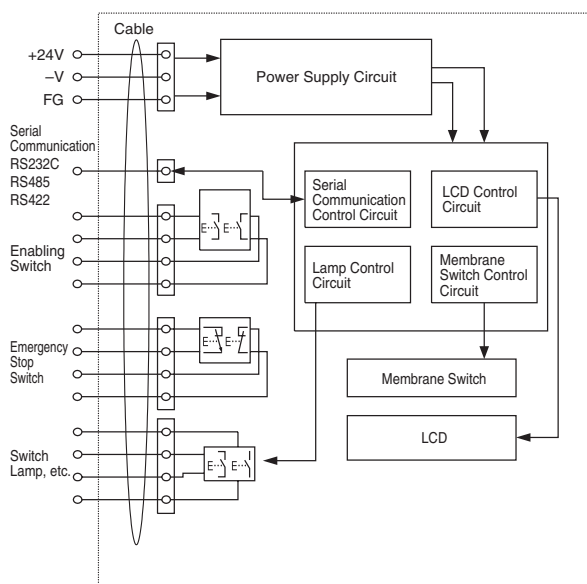 Cable
+24V
–V
FG
Power Supply Circuit
Serial
Communication
RS232C
RS485
RS422
Serial
Communication
Control Circuit
LCD Control
Circuit
Enabling
Switch
E
E
Lamp Control
Circuit
Membrane
Switch Control
Circuit
Emergency
Stop
Switch
E
E
Membrane Switch
LCD
Switch
Lamp, etc.
E
E